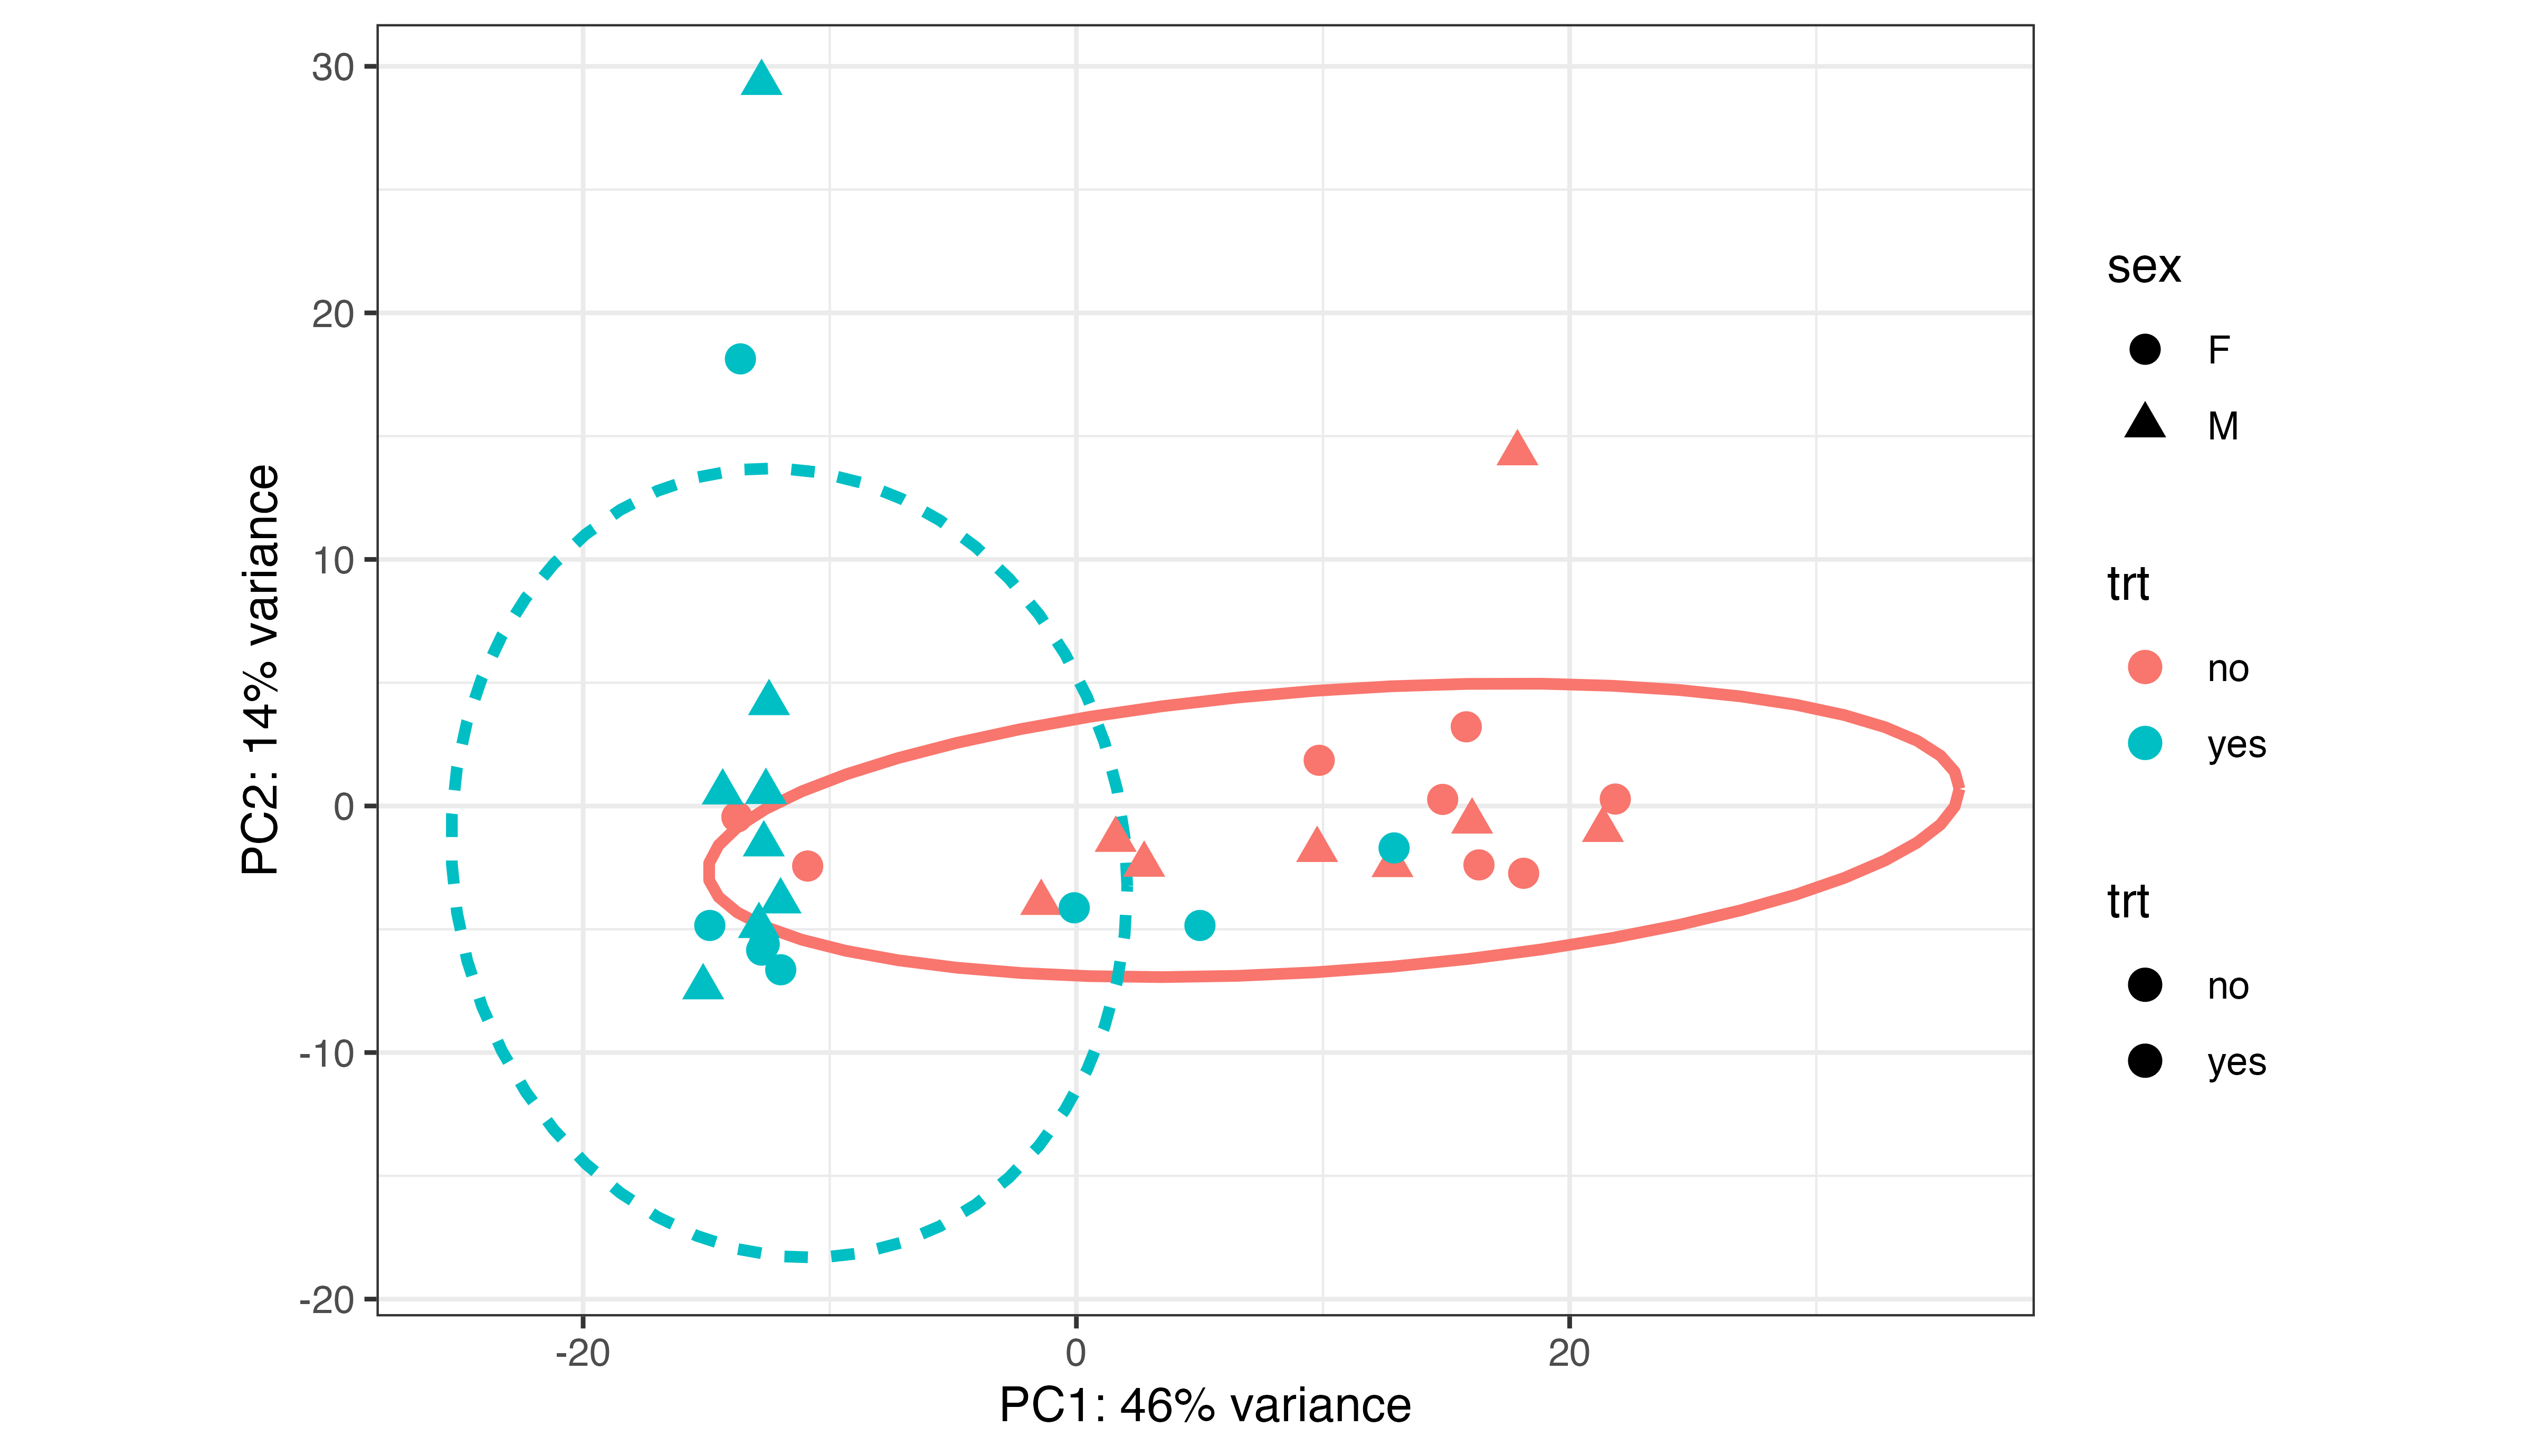 30
20
10
0
-10
-20
PC2: 14% variance
-20
0
20
PC1: 46% variance
sex
F
M
trt
no
yes
trt
no
yes